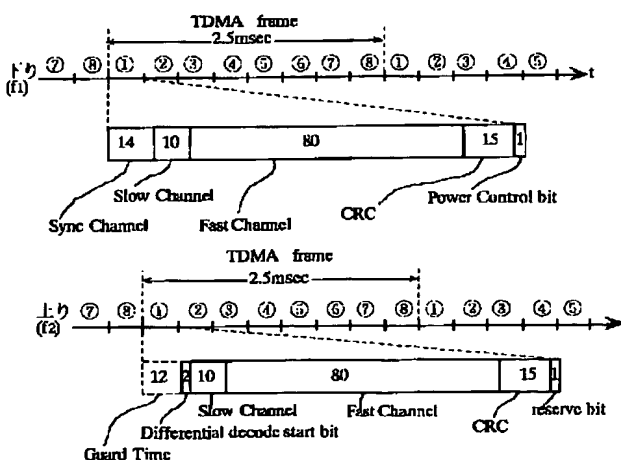 TDMA frame
2.5msec
⑦ ⑧ ① ② ③ ④ ⑤ ⑥ ⑦ ⑧ ① ② ③ ④ ⑤
下り
(f1)
t
14 10 80 15 1
Slow Channel
Sync Channel
Fast Channel
CRC
Power Control bit
TDMA frame
2.5msec
⑦ ⑧ ① ② ③ ④ ⑤ ⑥ ⑦ ⑧ ① ② ③ ④ ⑤
上り
(f2)
12 2 10 80 15 1
Slow Channel
Fast Channel
CRC
reserve bit
Differential decode start bit
Guard Time